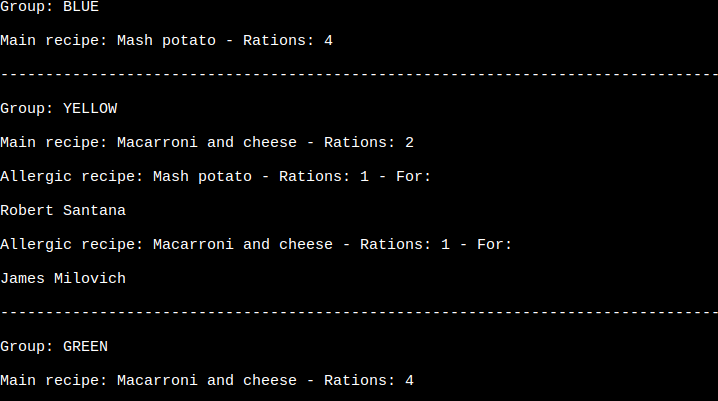 Group: BLUE
Main recipe: Mash potato - Rations: 4
--------------------------------------------------------------------------------
Group: YELLOW
Main recipe: Macarroni and cheese - Rations: 2
Allergic recipe: Mash potato - Rations: 1 - For:
Robert Santana
Allergic recipe: Macarroni and cheese - Rations: 1 - For:
James Milovich
--------------------------------------------------------------------------------
Group: GREEN
Main recipe: Macarroni and cheese - Rations: 4